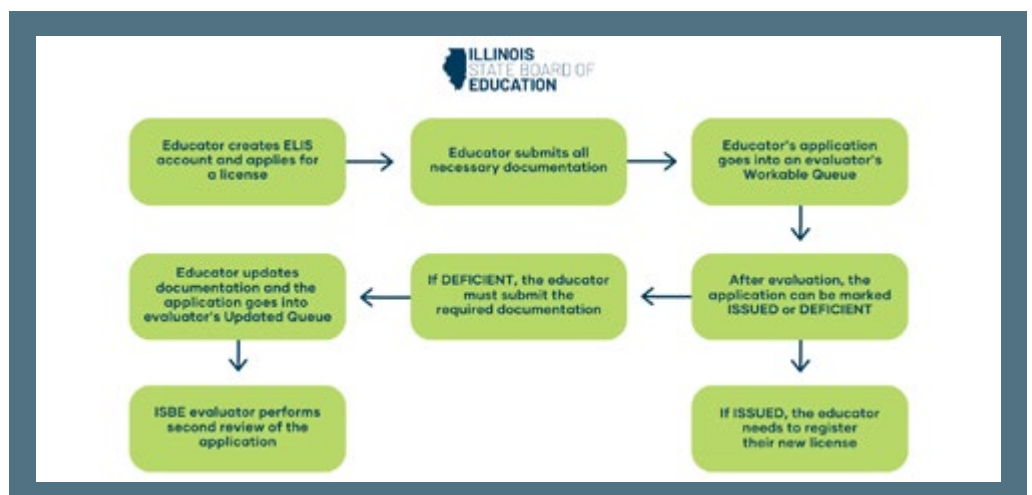 ILLINOIS
STATE BOARD OF
EDUCATION
Educator creates ELIS
account and applies for
a license
Educator submits all
necessary documentation
Educator's application
goes into an evaluator's
Workable Queue
After evaluation, the
application can be marked
ISSUED or DEFICIENT
If DEFICIENT, the educator
must submit the
required documentation
Educator updates
documentation and the
application goes into
evaluator's Updated Queue
ISBE evaluator performs
second review of the
application
If ISSUED, the educator
needs to register
their new license